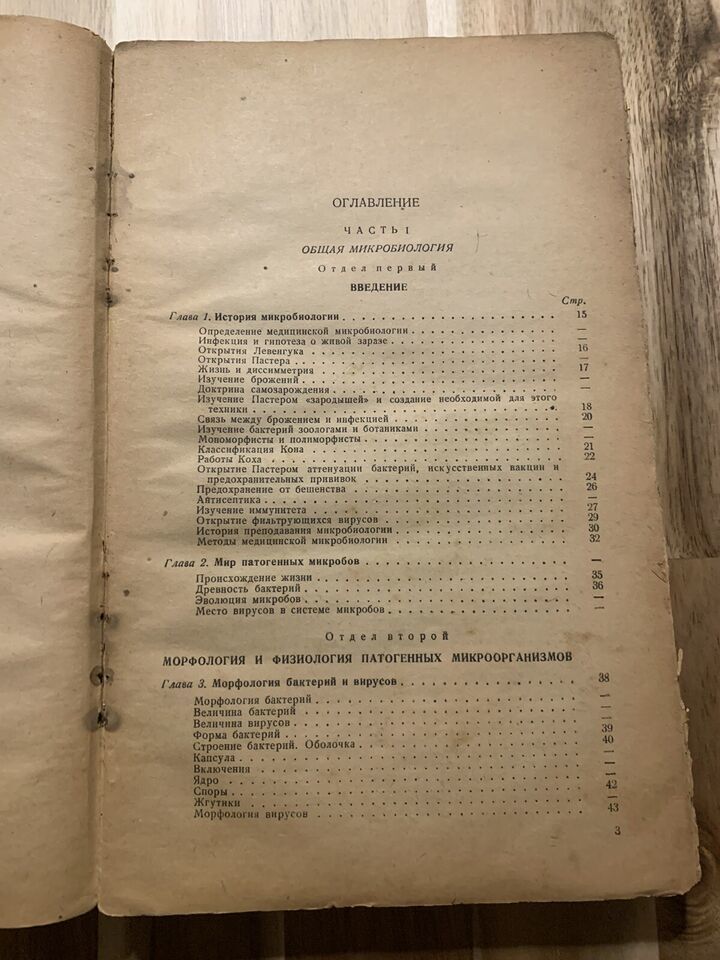 ОГЛАВЛЕНИЕ
ЧАСТЬ I
ОБЩАЯ МИКРОБИОЛОГИЯ
Отдел первый
ВВЕДЕНИЕ
Стр.
Глава 1. История микробиологии . . . . . . . . . . 15
Определение медицинской микробиологии . . . . . . . . . . —
Инфекция и гипотеза о живой заразе . . . . . . . . . . —
Открытия Левенгука . . . . . . . . . . 16
Открытия Пастера . . . . . . . . . . —
Жизнь и диссимметрия . . . . . . . . . . 17
Изучение брожений . . . . . . . . . . —
Доктрина самозарождения . . . . . . . . . . —
Изучение Пастером «зародышей» и создание необходимой для этого
техники . . . . . . . . . . 18
Связь между брожением и инфекцией . . . . . . . . . . 20
Изучение бактерий зоологами и ботаниками . . . . . . . . . . —
Мономорфисты и полиморфисты . . . . . . . . . . —
Классификация Кона . . . . . . . . . . 21
Работы Коха . . . . . . . . . . 22
Открытие Пастером аттенуации бактерий, искусственных вакцин и
предохранительных прививок . . . . . . . . . . 24
Предохранение от бешенства . . . . . . . . . . 26
Антисептика . . . . . . . . . . —
Изучение иммунитета . . . . . . . . . . 27
Открытие фильтрующихся вирусов . . . . . . . . . . 29
История преподавания микробиологии . . . . . . . . . . 30
Методы медицинской микробиологии . . . . . . . . . . 32
Глава 2. Мир патогенных микробов . . . . . . . . . . —
Происхождение жизни . . . . . . . . . . 35
Древность бактерий . . . . . . . . . . 36
Эволюция микробов . . . . . . . . . . —
Место вирусов в системе микробов . . . . . . . . . . —
Отдел второй
МОРФОЛОГИЯ И ФИЗИОЛОГИЯ ПАТОГЕННЫХ МИКРООРГАНИЗМОВ
Глава 3. Морфология бактерий и вирусов . . . . . . . . . . 38
Морфология бактерий . . . . . . . . . . —
Величина бактерий . . . . . . . . . . —
Величина вирусов . . . . . . . . . . —
Форма бактерий . . . . . . . . . . 39
Строение бактерий. Оболочка . . . . . . . . . . 40
Капсула . . . . . . . . . . —
Включения . . . . . . . . . . —
Ядро . . . . . . . . . . —
Споры . . . . . . . . . . 42
Жгутики . . . . . . . . . . —
Морфология вирусов . . . . . . . . . . 43
3